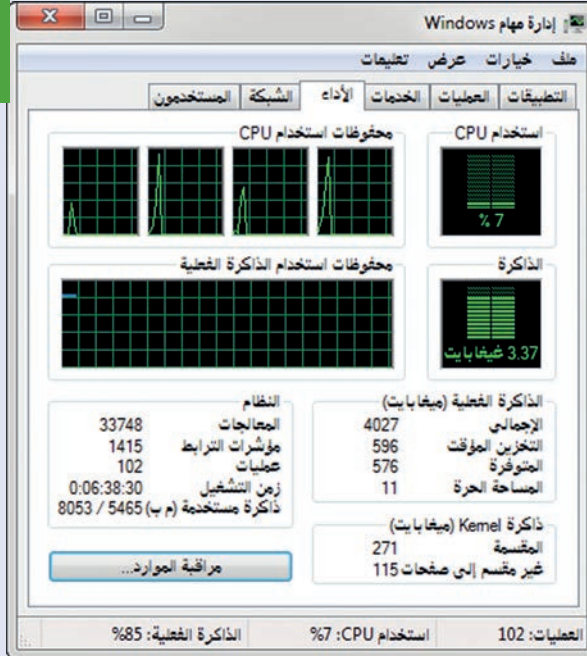 إدارة مهام Windows
ملف خيارات عرض تعليمات
التطبيقات العمليات الخدمات الأداء الشبكة المستخدمون
استخدام CPU محفوظات استخدام CPU
7 %
الذاكرة محفوظات استخدام الذاكرة الفعلية
3.37 غيغابايت
الذاكرة الفعلية (ميغابايت)
الإجمالي 4027
التخزين المؤقت 596
المتوفرة 576
المساحة الحرة 11
النظام
المعالجات 33748
مؤشرات الترابط 1415
عمليات 102
زمن التشغيل 0:06:38:30
ذاكرة مستخدمة (م ب) 5465 / 8053
ذاكرة Kernel (ميغابايت)
المقسمة 271
غير مقسم إلى صفحات 115
مراقبة الموارد...
العمليات: 102 استخدام CPU: 7% الذاكرة الفعلية: 85%